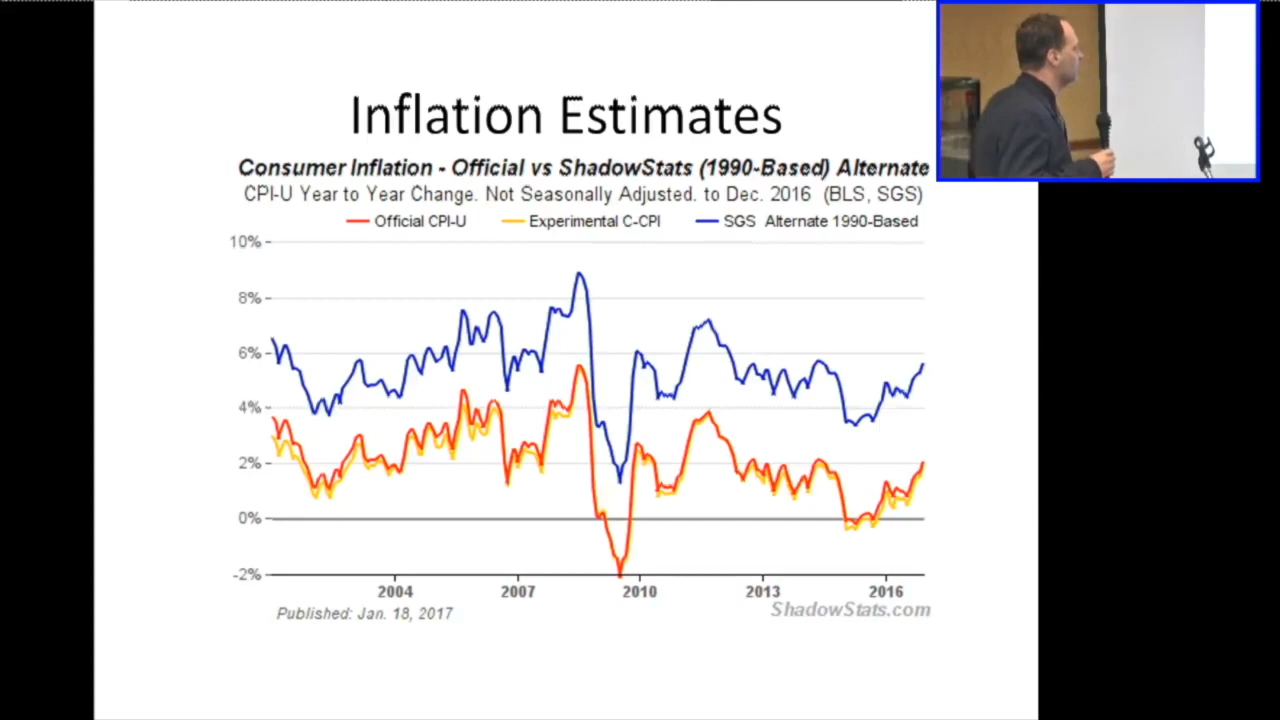 Inflation Estimates
Consumer Inflation - Official vs ShadowStats (1990-Based) Alternate
CPI-U Year to Year Change. Not Seasonally Adjusted. to Dec. 2016 (BLS, SGS)
Official CPI-U Experimental C-CPI SGS Alternate 1990-Based
10%
8%
6%
4%
2%
0%
-2%
2004 2007 2010 2013 2016
Published: Jan. 18, 2017 ShadowStats.com